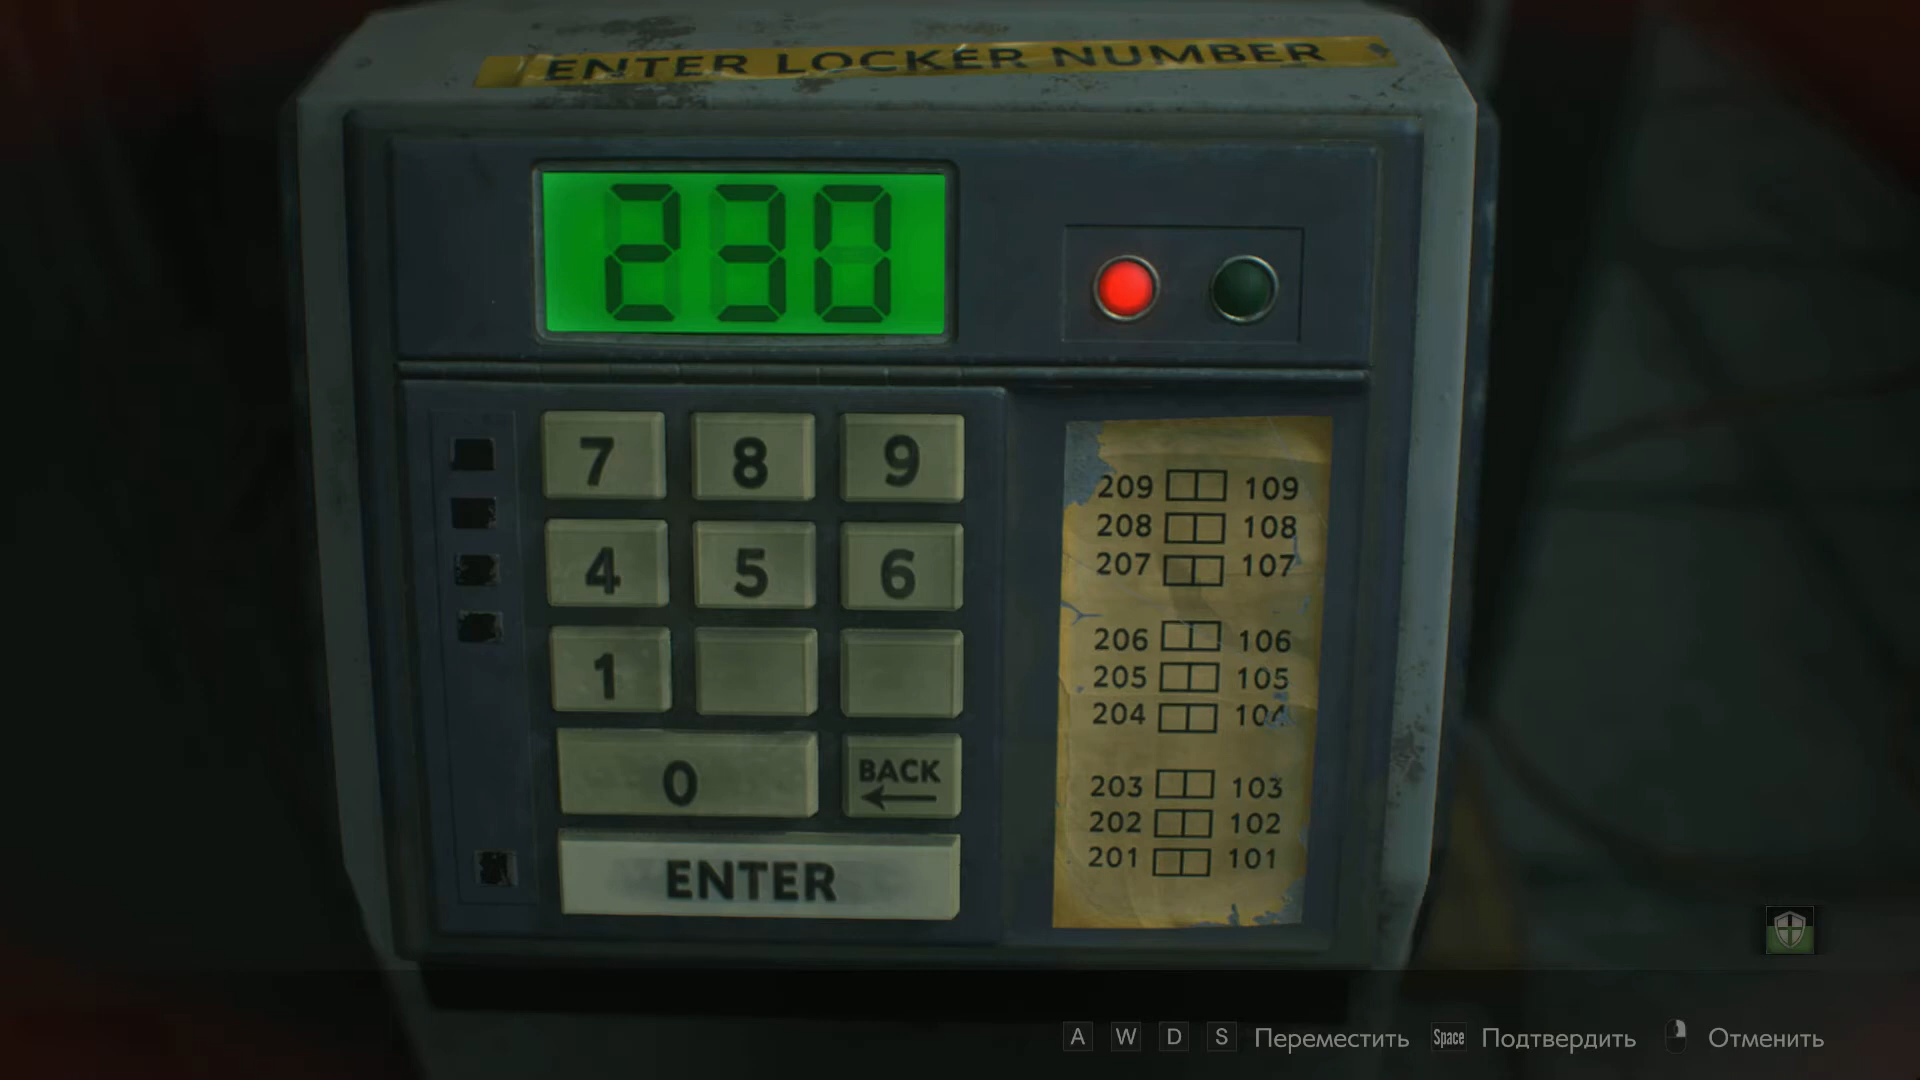 ENTER LOCKER NUMBER
230
7 8 9
4 5 6
1
0 BACK
ENTER
209 109
208 108
207 107
206 106
205 105
204 104
203 103
202 102
201 101
A W D S Переместить Space Подтвердить Отменить